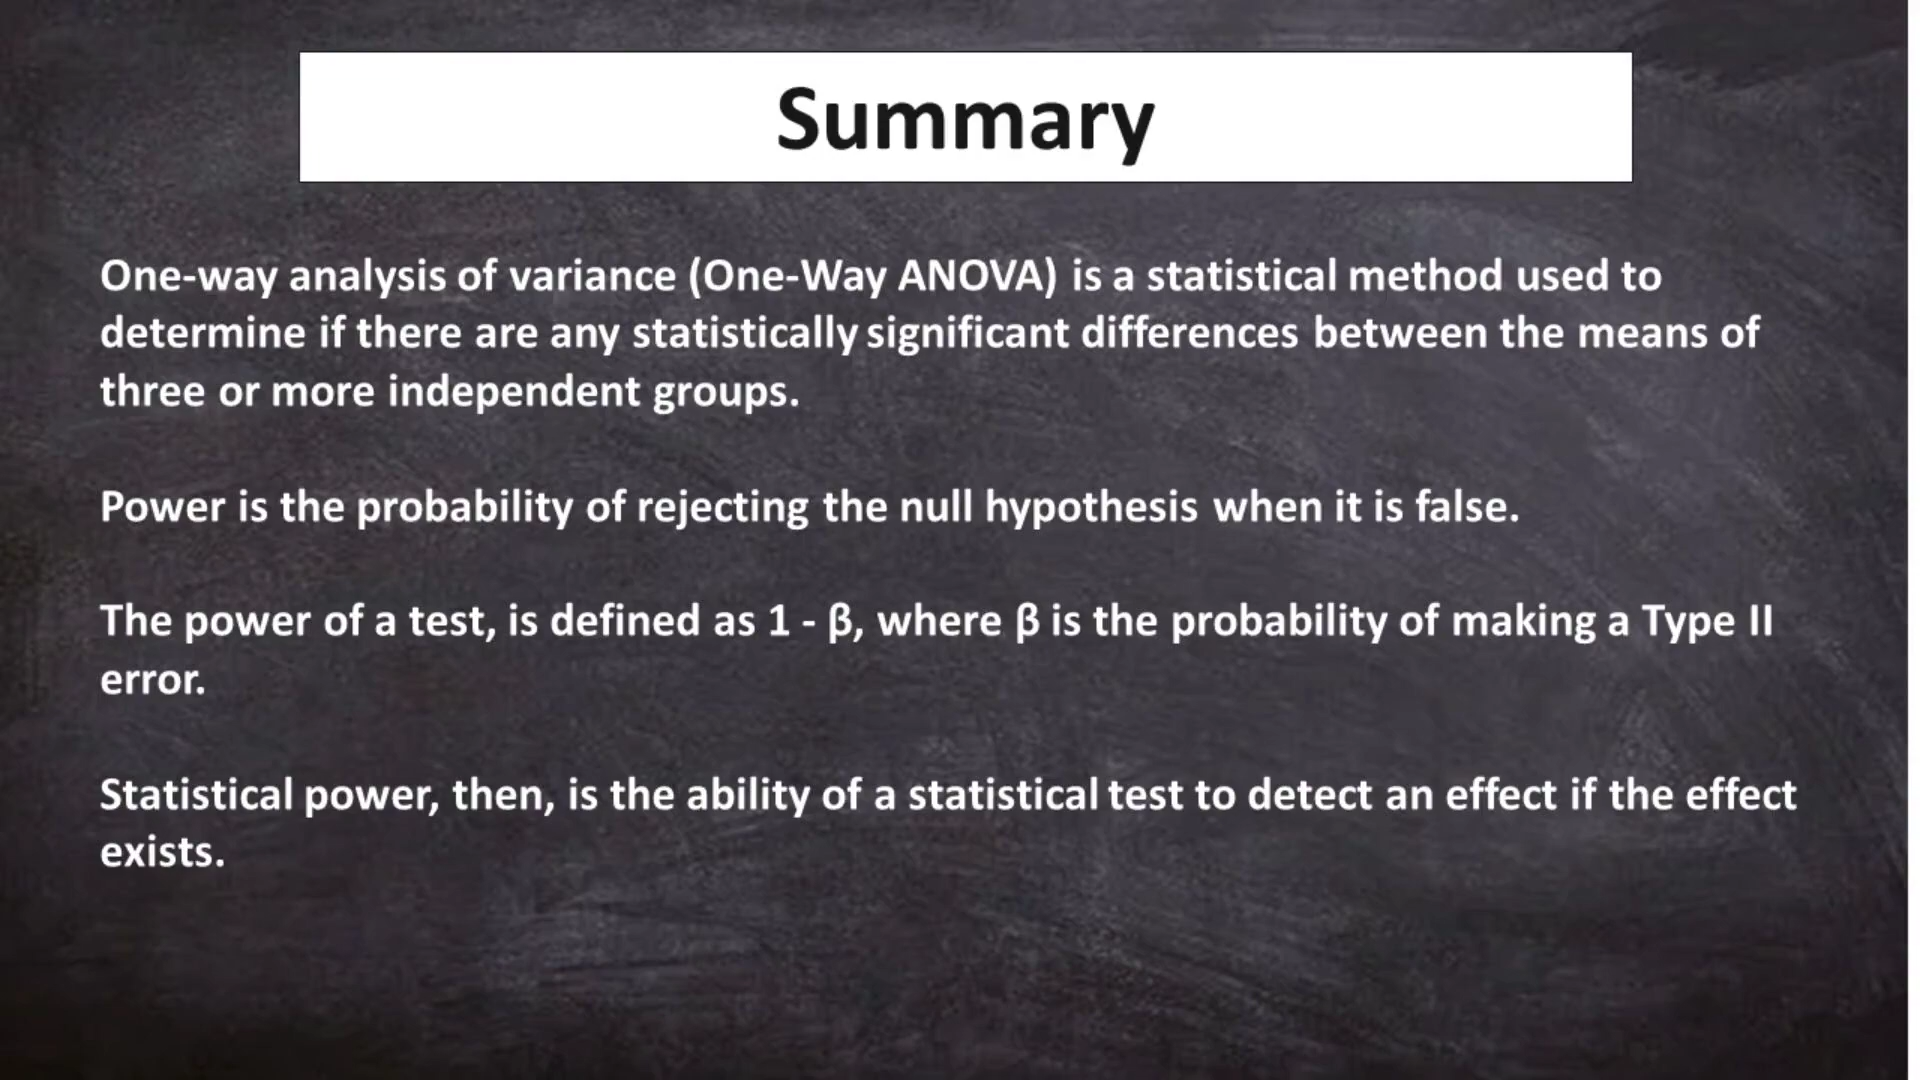 Summary
One-way analysis of variance (One-Way ANOVA) is a statistical method used to
determine if there are any statistically significant differences between the means of
three or more independent groups.
Power is the probability of rejecting the null hypothesis when it is false.
The power of a test, is defined as 1 - β, where β is the probability of making a Type II
error.
Statistical power, then, is the ability of a statistical test to detect an effect if the effect
exists.